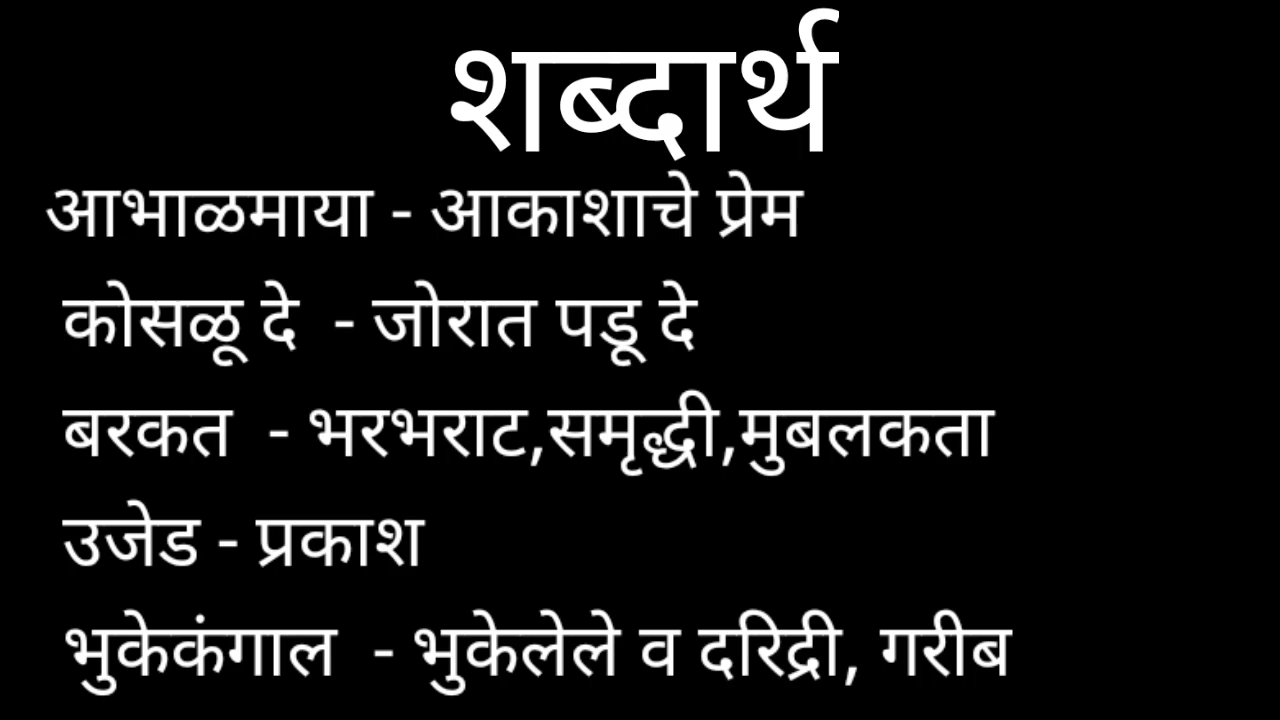 शब्दार्थ
आभाळमाया - आकाशाचे प्रेम
कोसळू दे - जोरात पडू दे
बरकत - भरभराट,समृद्धी,मुबलकता
उजेड - प्रकाश
भुकेकंगाल - भुकेलेले व दरिद्री, गरीब